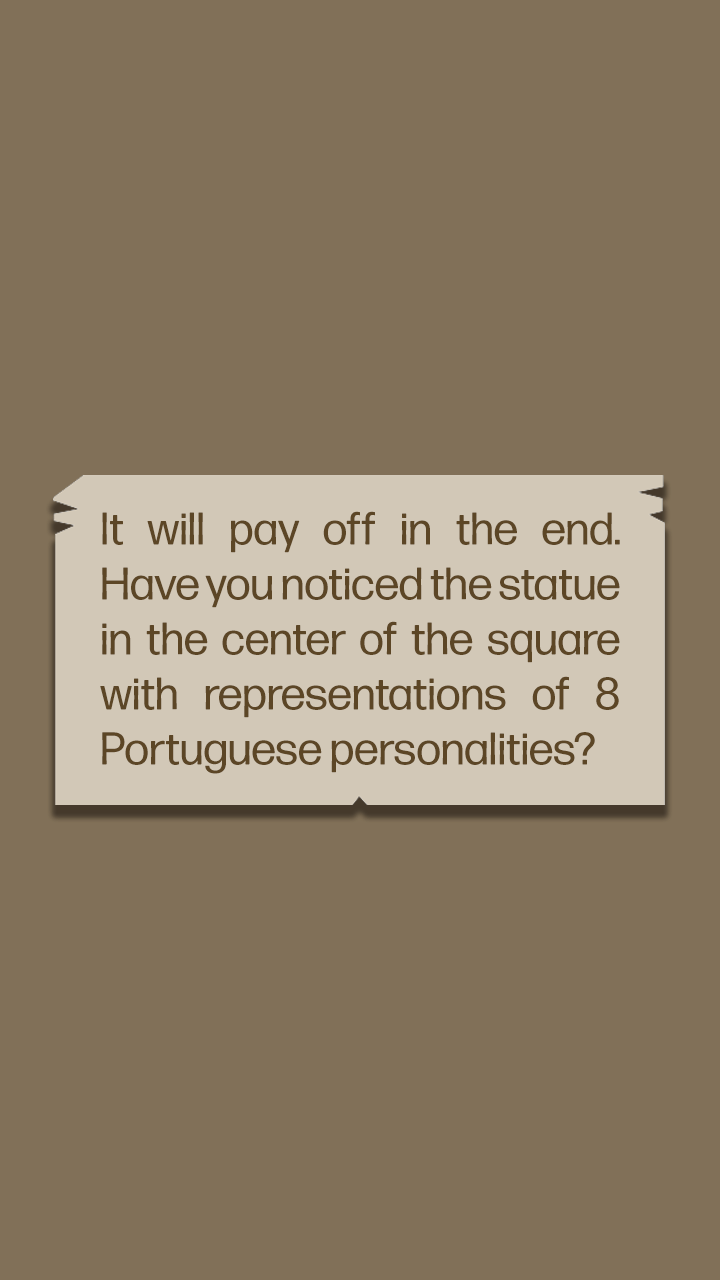 It will pay off in the end.
Have you noticed the statue
in the center of the square
with representations of 8
Portuguese personalities?